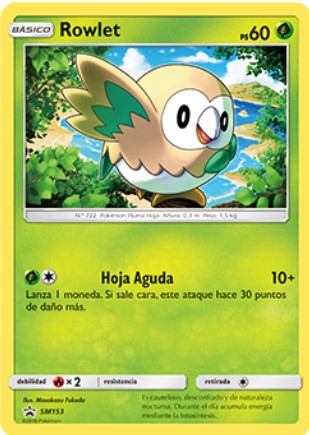 BÁSICO Rowlet PS60
N.º 722 Pokémon Pluma Hoja Altura: 0,3 m Peso: 1,5 kg
Hoja Aguda 10+
Lanza 1 moneda. Si sale cara, este ataque hace 30 puntos
de daño más.
debilidad ×2 resistencia retirada
Ilus. Masakazu Fukuda
SM153
©2018 Pokémon
Es cauteloso, desconfiado y de naturaleza
nocturna. Durante el día acumula energía
mediante la fotosíntesis.